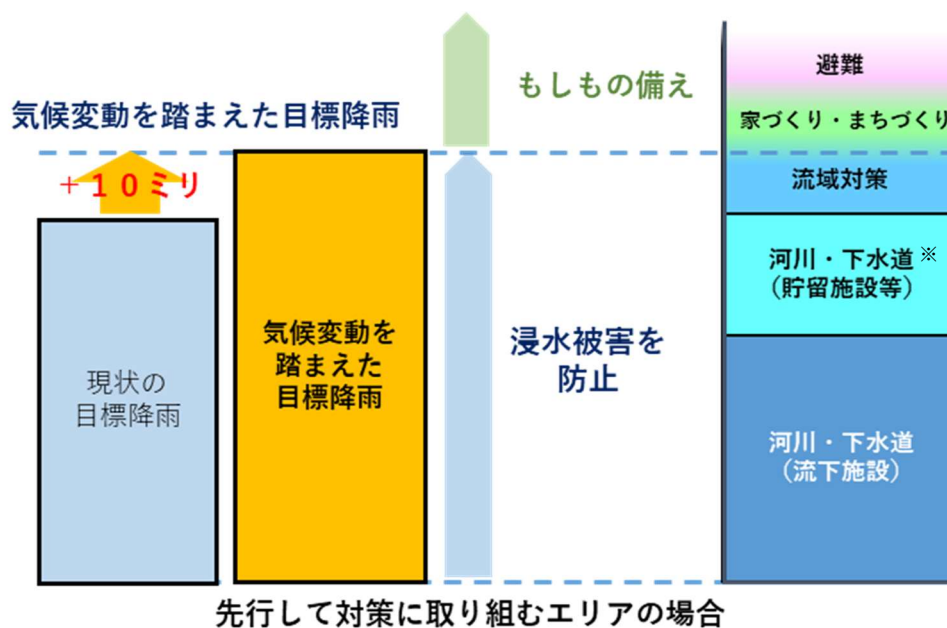 気候変動を踏まえた目標降雨
+10ミリ
現状の
目標降雨
気候変動を
踏まえた
目標降雨
もしもの備え
浸水被害を
防止
避難
家づくり・まちづくり
流域対策
河川・下水道※
（貯留施設等）
河川・下水道
（流下施設）
先行して対策に取り組むエリアの場合